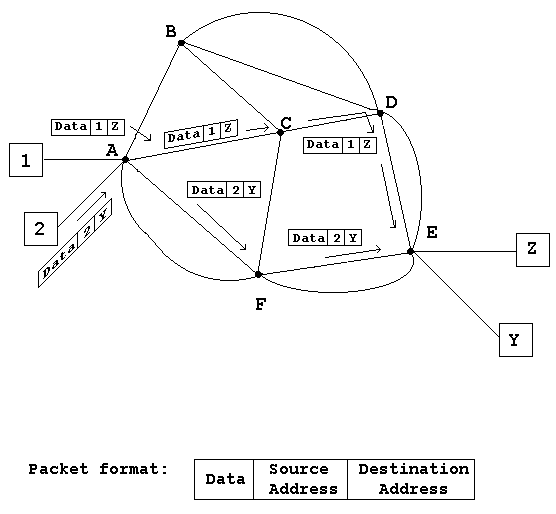 B
D
C
Data 1 Z
Data 1 Z
Data 1 Z
A
1
Data 2 Y
2
Data 2 Y
Data 2 Y
E
Z
F
Y
Packet format:
Data
Source
Address
Destination
Address